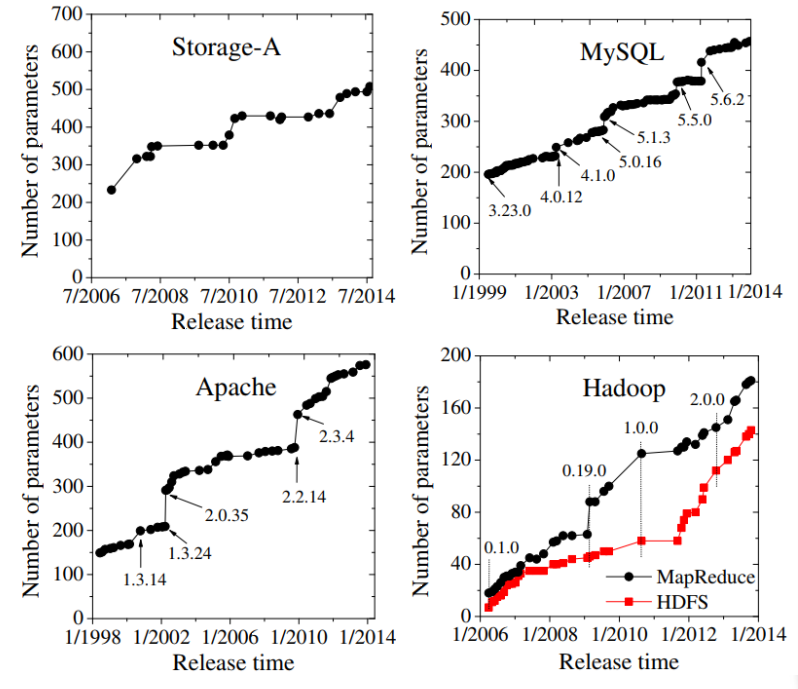 Storage-A
Number of parameters
700
600
500
400
300
200
100
0
7/2006 7/2008 7/2010 7/2012 7/2014
Release time
MySQL
Number of parameters
500
400
300
200
100
0
5.6.2
5.5.0
5.1.3
5.0.16
4.1.0
4.0.12
3.23.0
1/1999 1/2003 1/2007 1/2011 1/2014
Release time
Apache
Number of parameters
600
500
400
300
200
100
0
2.3.4
2.2.14
2.0.35
1.3.24
1.3.14
1/1998 1/2002 1/2006 1/2010 1/2014
Release time
Hadoop
Number of parameters
200
160
120
80
40
0
2.0.0
1.0.0
0.19.0
0.1.0
MapReduce
HDFS
1/2006 1/2008 1/2010 1/2012 1/2014
Release time